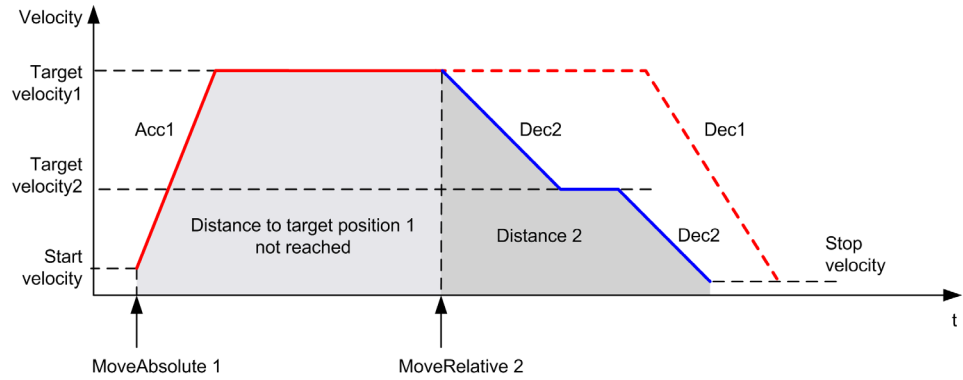 Velocity
Target
velocity1
Acc1
Dec2
Dec1
Target
velocity2
Distance to target position 1
not reached
Distance 2
Dec2
Start
velocity
Stop
velocity
t
MoveAbsolute 1
MoveRelative 2